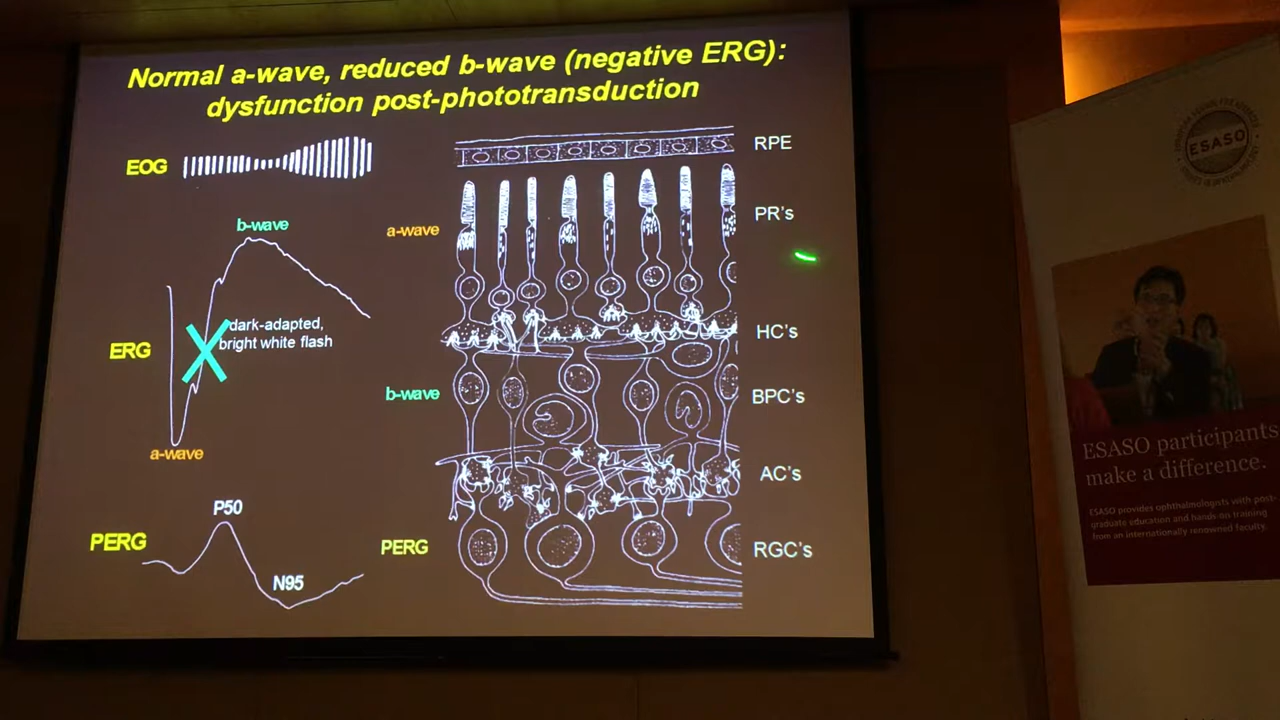 Normal a-wave, reduced b-wave (negative ERG):
dysfunction post-phototransduction
EOG
RPE
b-wave
a-wave
PR's
dark-adapted,
bright white flash
ERG
HC's
b-wave
BPC's
a-wave
AC's
P50
PERG
PERG
RGC's
N95
ESASO
ESASO participants
make a difference.
ESASO provides ophthalmologists with post-
graduate education and hands on training
from an internationally renowned faculty.